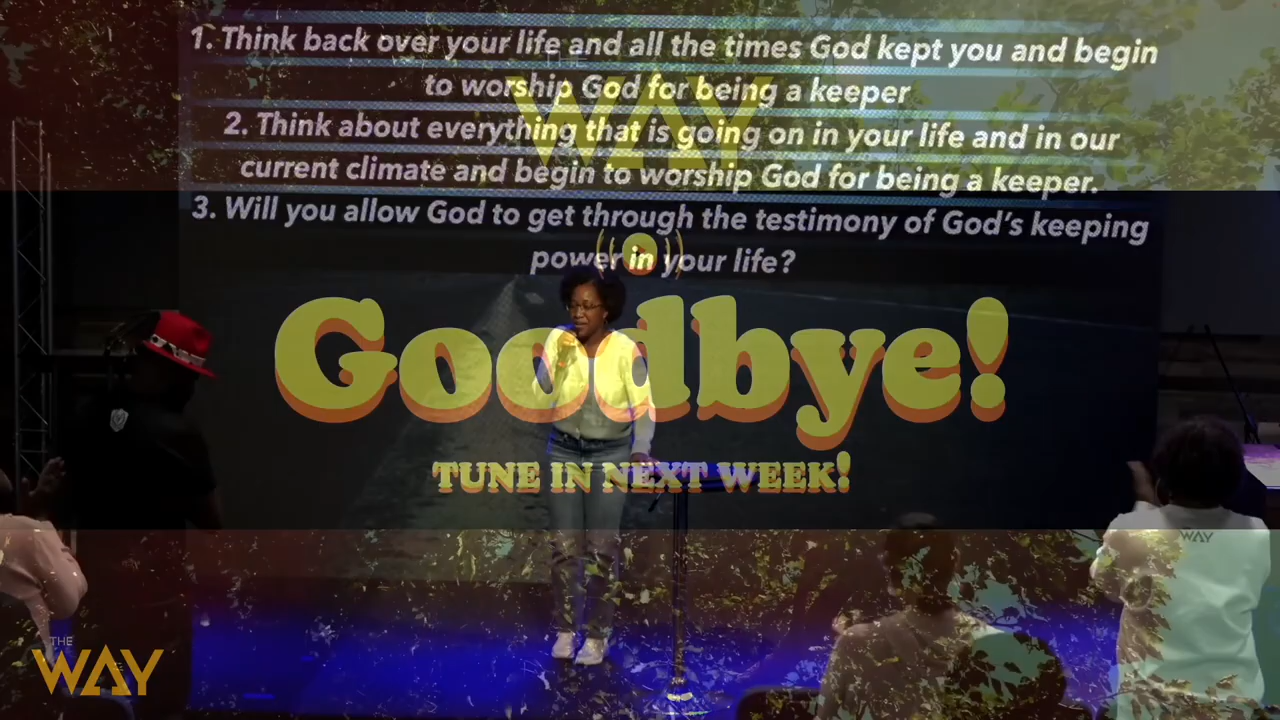 1. Think back over your life and all the times God kept you and begin
to worship God for being a keeper
THE
WAY
2. Think about everything that is going on in your life and in our
current climate and begin to worship God for being a keeper.
3. Will you allow God to get through the testimony of God's keeping
power in your life?
Goodbye!
TUNE IN NEXT WEEK!
WAY
THE
WAY